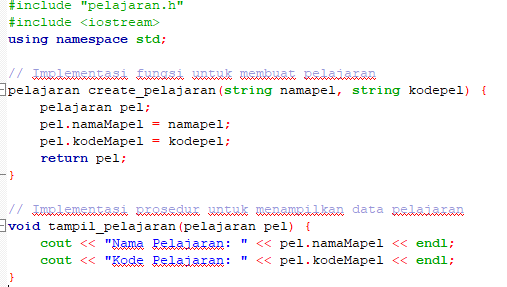 #include "pelajaran.h"
#include <iostream>
using namespace std;
// Implementasi fungsi untuk membuat pelajaran
pelajaran create_pelajaran(string namapel, string kodepel) {
pelajaran pel;
pel.namaMapel = namapel;
pel.kodeMapel = kodepel;
return pel;
}
// Implementasi prosedur untuk menampilkan data pelajaran
void tampil_pelajaran(pelajaran pel) {
cout << "Nama Pelajaran: " << pel.namaMapel << endl;
cout << "Kode Pelajaran: " << pel.kodeMapel << endl;
}